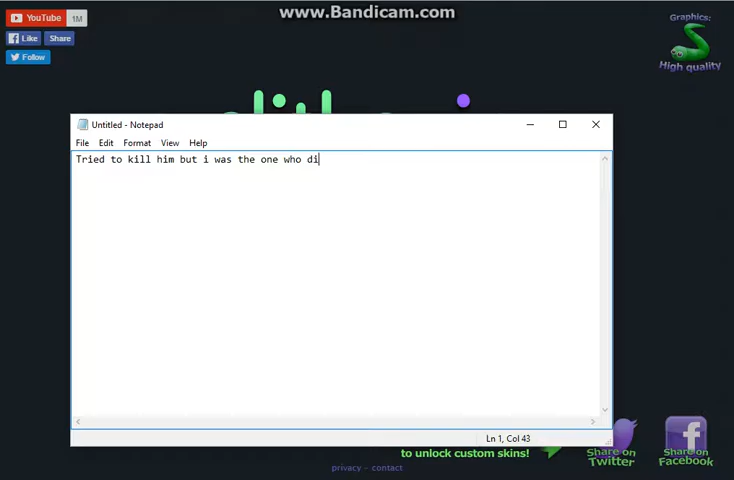 www.Bandicam.com
YouTube 1M
Like Share
Follow
Graphics:
High quality
Untitled - Notepad
File Edit Format View Help
Tried to kill him but i was the one who di
Ln 1, Col 43
to unlock custom skins!
Share on
Twitter
Share on
Facebook
privacy - contact